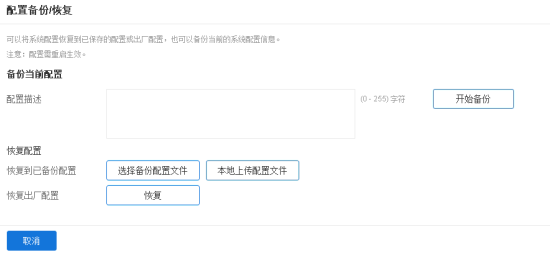 配置备份/恢复
可以将系统配置恢复到已保存的配置或出厂配置，也可以备份当前的系统配置信息。
注意：配置需重启生效。
备份当前配置
配置描述 (0 - 255) 字符 开始备份
恢复配置
恢复到已备份配置 选择备份配置文件 本地上传配置文件
恢复出厂配置 恢复
取消